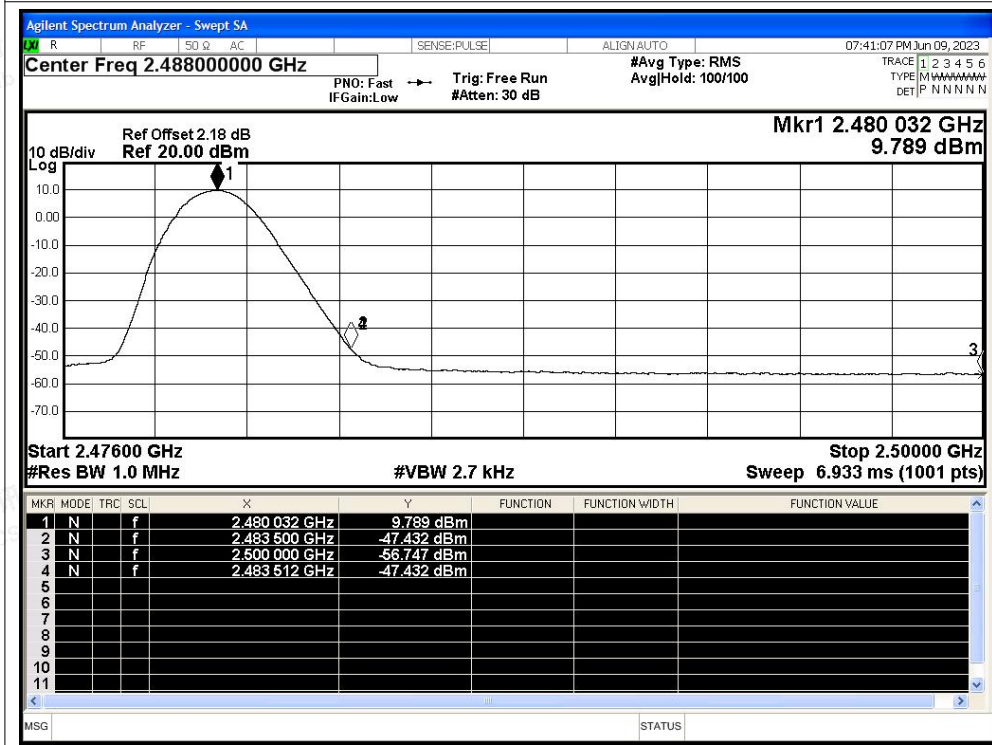 Agilent Spectrum Analyzer - Swept SA
LXI R RF 50 Ω AC SENSE:PULSE ALIGN AUTO 07:41:07 PM Jun 09, 2023
Center Freq 2.488000000 GHz
#Avg Type: RMS
TRACE 1 2 3 4 5 6
PNO: Fast Trig: Free Run
Avg|Hold: 100/100
TYPE M
IFGain:Low #Atten: 30 dB
DET P N N N N N
Mkr1 2.480 032 GHz
9.789 dBm
Ref Offset 2.18 dB
10 dB/div Ref 20.00 dBm
Log
1
10.0
0.00
-10.0
-20.0
-30.0
-40.0
-50.0
3
-60.0
-70.0
Start 2.47600 GHz Stop 2.50000 GHz
#Res BW 1.0 MHz #VBW 2.7 kHz Sweep 6.933 ms (1001 pts)
MKR MODE TRC SCL X Y FUNCTION FUNCTION WIDTH FUNCTION VALUE
1 N f 2.480 032 GHz 9.789 dBm
2 N f 2.483 500 GHz -47.432 dBm
3 N f 2.500 000 GHz -56.747 dBm
4 N f 2.483 512 GHz -47.432 dBm
5
6
7
8
9
10
11
MSG STATUS